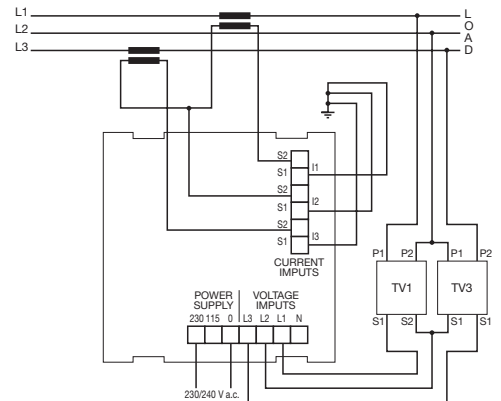 L1
L
L2
O
A
L3
D
S2
I1
S1
S2
I2
S1
S2
I3
S1
CURRENT
IMPUTS
P1 P2 P1 P2
TV1 TV3
S1 S2 S1 S1
POWER VOLTAGE
SUPPLY IMPUTS
230 115 0 L3 L2 L1 N
230/240 V a.c.